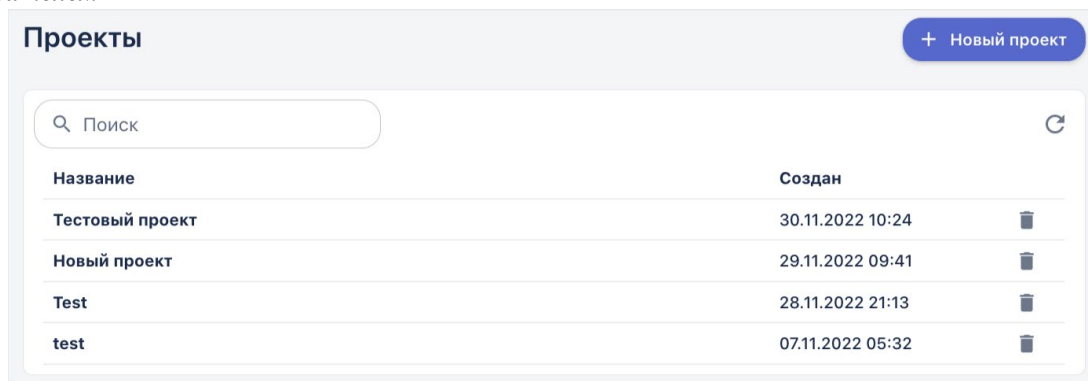 Проекты
+ Новый проект
Поиск
Название Создан
Тестовый проект 30.11.2022 10:24
Новый проект 29.11.2022 09:41
Test 28.11.2022 21:13
test 07.11.2022 05:32